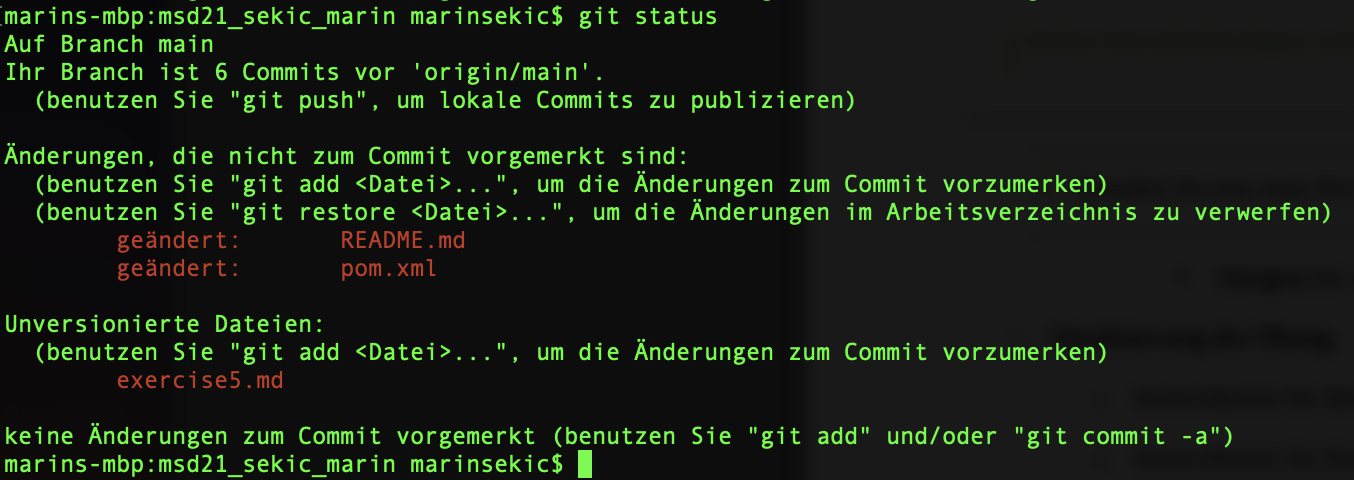 marins-mbp:msd21_sekic_marin marinsekic$ git status
Auf Branch main
Ihr Branch ist 6 Commits vor 'origin/main'.
  (benutzen Sie "git push", um lokale Commits zu publizieren)

Änderungen, die nicht zum Commit vorgemerkt sind:
  (benutzen Sie "git add <Datei>...", um die Änderungen zum Commit vorzumerken)
  (benutzen Sie "git restore <Datei>...", um die Änderungen im Arbeitsverzeichnis zu verwerfen)
	geändert:       README.md
	geändert:       pom.xml

Unversionierte Dateien:
  (benutzen Sie "git add <Datei>...", um die Änderungen zum Commit vorzumerken)
	exercise5.md

keine Änderungen zum Commit vorgemerkt (benutzen Sie "git add" und/oder "git commit -a")
marins-mbp:msd21_sekic_marin marinsekic$